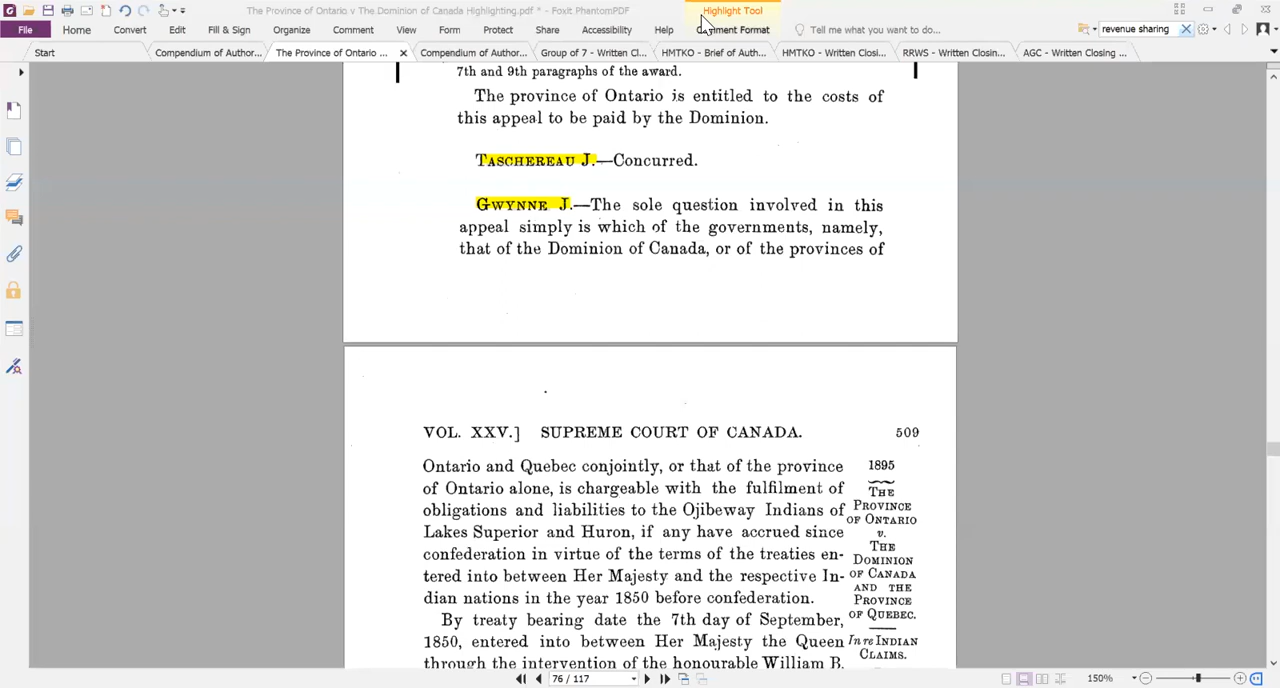 The Province of Ontario v The Dominion of Canada Highlighting.pdf * - Foxit PhantomPDF
Highlight Tool
File Home Convert Edit Fill & Sign Organize Comment View Form Protect Share Accessibility Help Comment Format Tell me what you want to do... revenue sharing
Start Compendium of Author... The Province of Ontario ... Compendium of Author... Group of 7 - Written Cl... HMTKO - Brief of Auth... HMTKO - Written Closi... RRWS - Written Closin... AGC - Written Closing ...
7th and 9th paragraphs of the award.
The province of Ontario is entitled to the costs of
this appeal to be paid by the Dominion.
TASCHEREAU J.—Concurred.
GWYNNE J.—The sole question involved in this
appeal simply is which of the governments, namely,
that of the Dominion of Canada, or of the provinces of
VOL. XXV.] SUPREME COURT OF CANADA. 509
Ontario and Quebec conjointly, or that of the province
of Ontario alone, is chargeable with the fulfilment of
obligations and liabilities to the Ojibeway Indians of
Lakes Superior and Huron, if any have accrued since
confederation in virtue of the terms of the treaties en-
tered into between Her Majesty and the respective In-
dian nations in the year 1850 before confederation.
By treaty bearing date the 7th day of September,
1850, entered into between Her Majesty the Queen
through the intervention of the honourable William B.
1895
THE
PROVINCE
OF ONTARIO
v.
THE
DOMINION
OF CANADA
AND THE
PROVINCE
OF QUEBEC.
In re INDIAN
CLAIMS.
76 / 117
150%